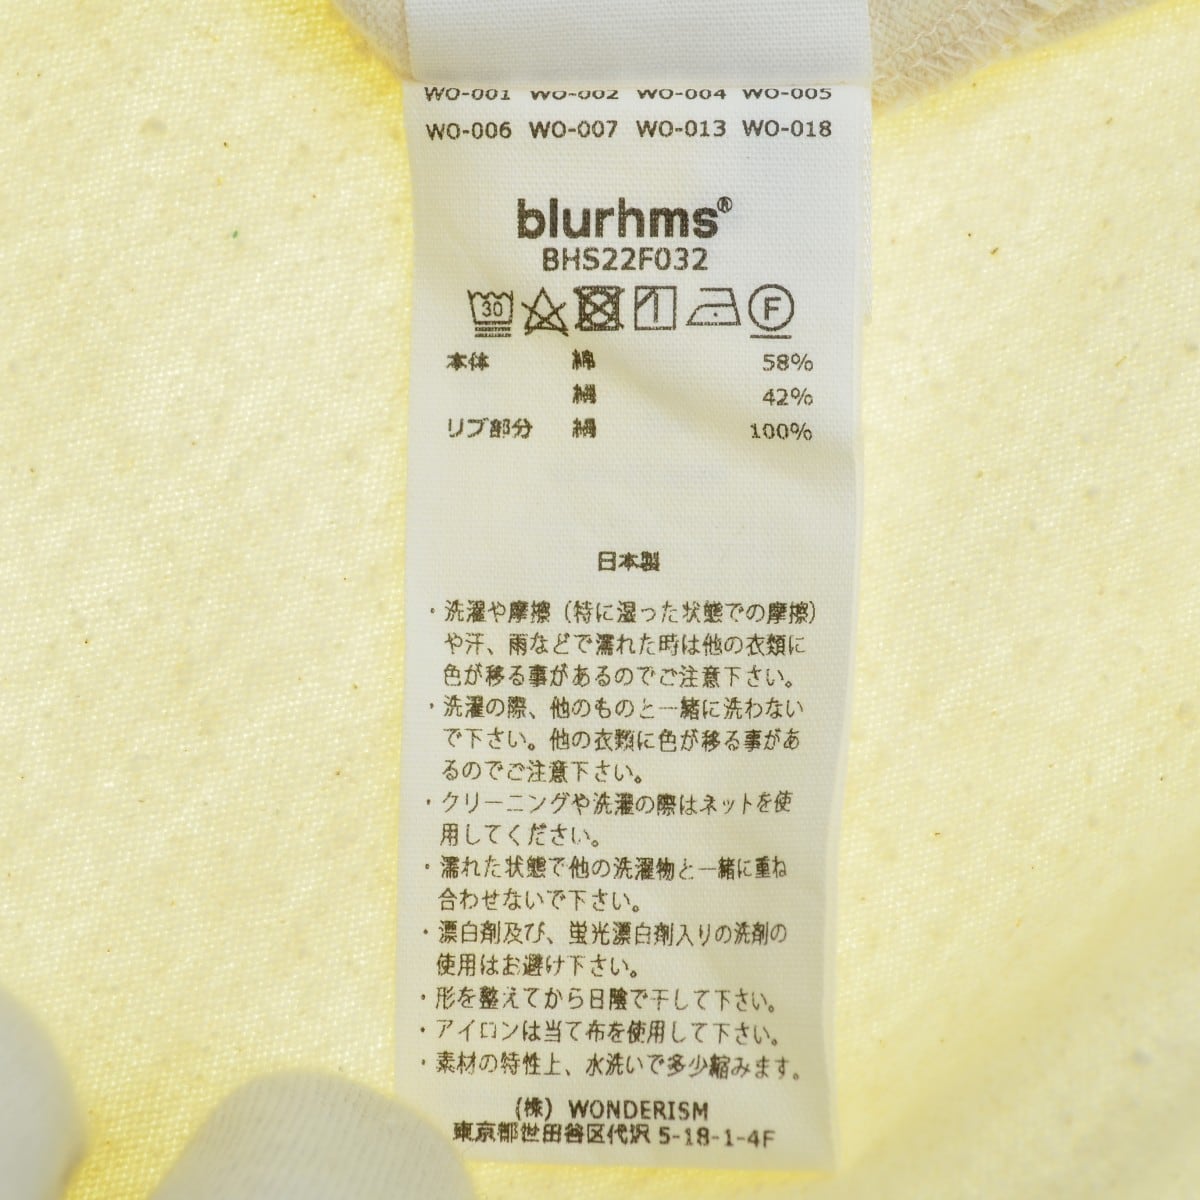 WO-001 WO-002 WO-004 WO-005
WO-006 WO-007 WO-013 WO-018
blurhms®
BHS22F032
30 F
本体 綿 58%
絹 42%
リブ部分 絹 100%
日本製
・洗濯や摩擦（特に湿った状態での摩擦）
や汗、雨などで濡れた時は他の衣類に
色が移る事があるのでご注意下さい。
・洗濯の際、他のものと一緒に洗わない
で下さい。他の衣類に色が移る事があ
るのでご注意下さい。
・クリーニングや洗濯の際はネットを使
用してください。
・濡れた状態で他の洗濯物と一緒に重ね
合わせないで下さい。
・漂白剤及び、蛍光漂白剤入りの洗剤の
使用はお避け下さい。
・形を整えてから日陰で干して下さい。
・アイロンは当て布を使用して下さい。
・素材の特性上、水洗いで多少縮みます。
(株) WONDERISM
東京都世田谷区代沢 5-18-1-4F